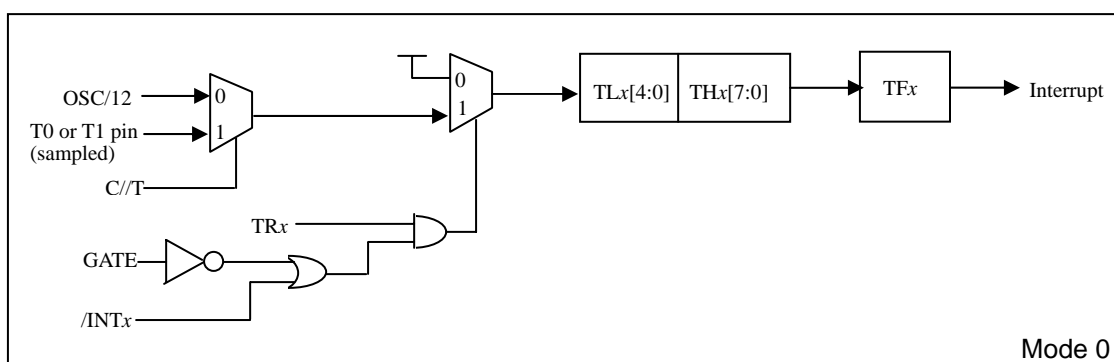 OSC/12
0
T0 or T1 pin
(sampled)
1
C//T
0
1
TLx[4:0]
THx[7:0]
TFx
Interrupt
TRx
GATE
/INTx
Mode 0